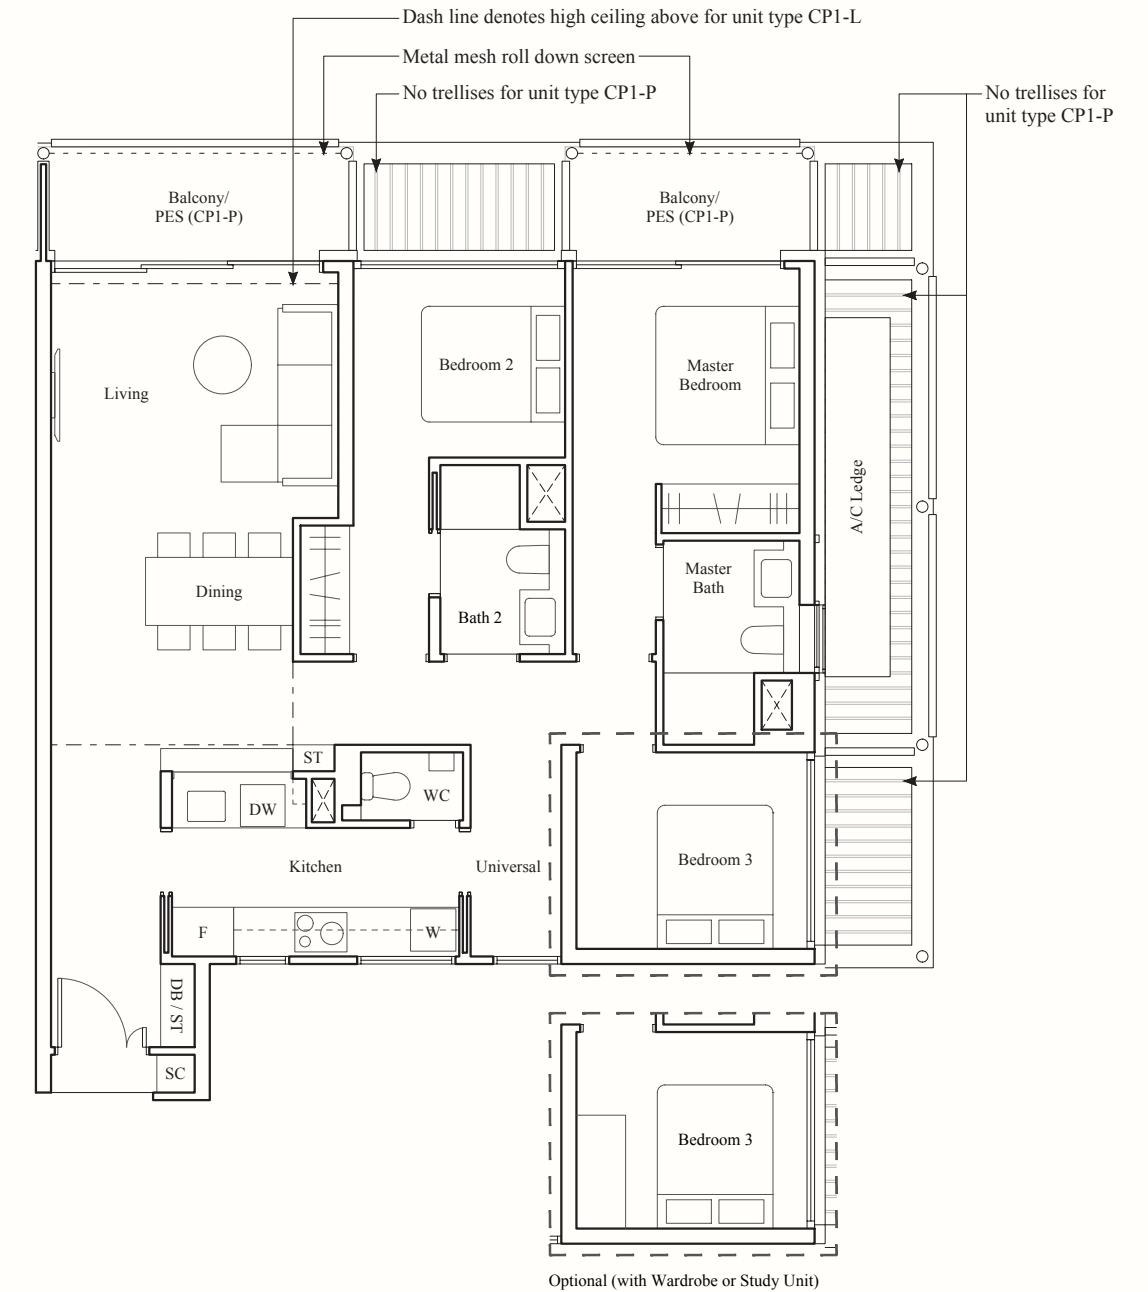 Dash line denotes high ceiling above for unit type CP1-L
Metal mesh roll down screen
No trellises for unit type CP1-P
No trellises for
unit type CP1-P
Balcony/
PES (CP1-P)
Balcony/
PES (CP1-P)
Living
Bedroom 2
Master
Bedroom
A/C Ledge
Dining
Bath 2
Master
Bath
ST
DW
WC
Kitchen
Universal
Bedroom 3
F
W
DB / ST
SC
Bedroom 3
Optional (with Wardrobe or Study Unit)